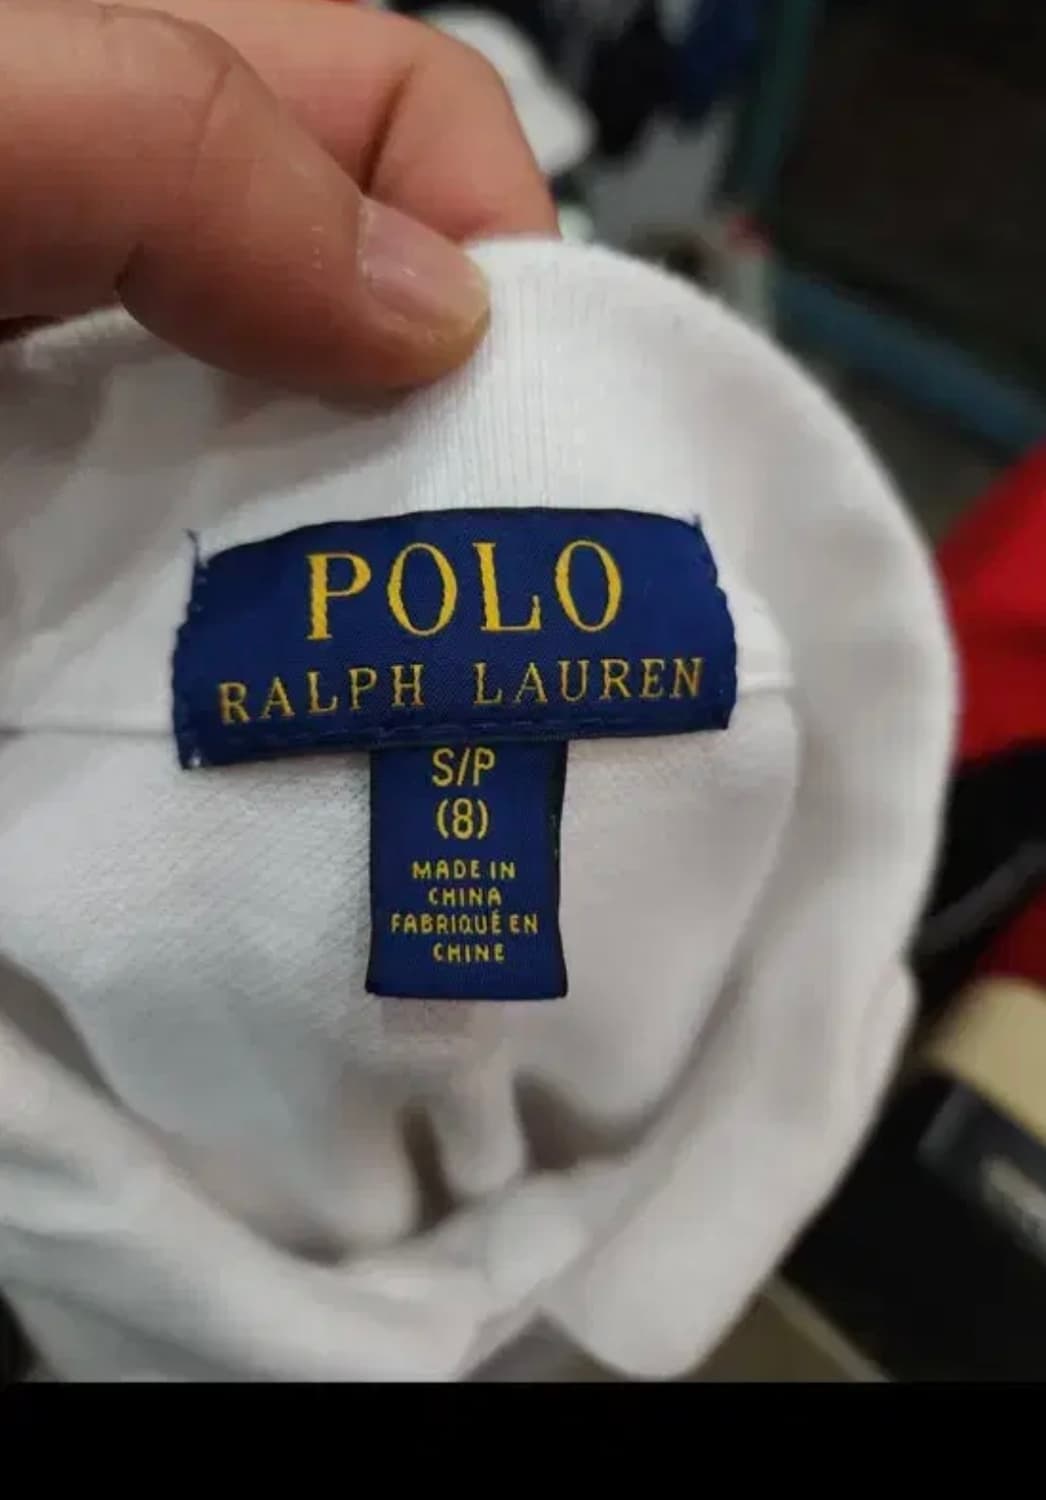 POLO
RALPH LAUREN
S/P
(8)
MADE IN
CHINA
FABRIQUÉ EN
CHINE